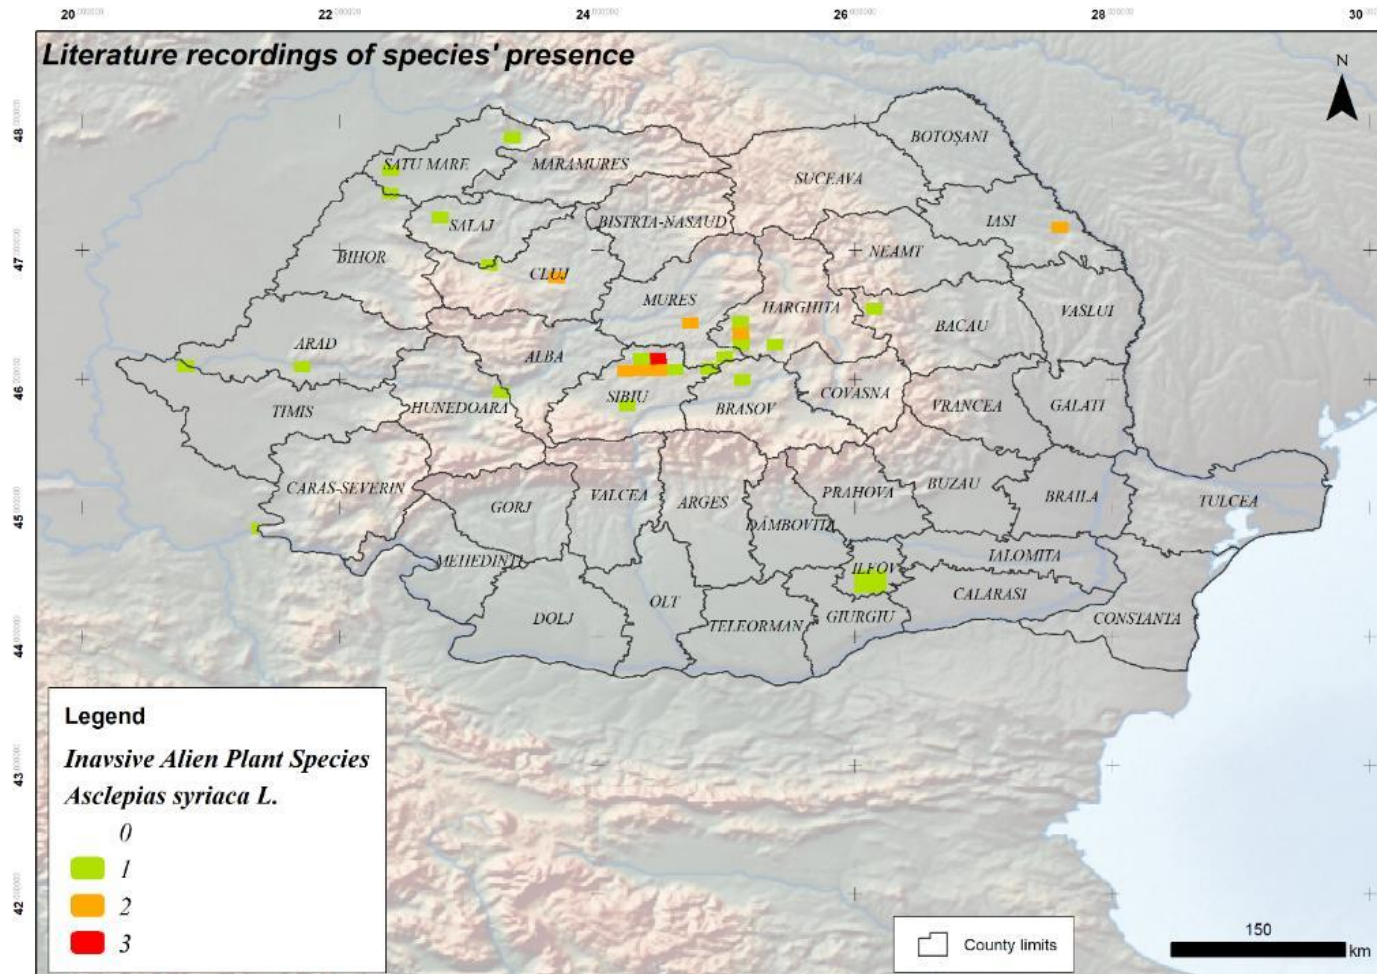 20 22 24 26 28 30
Literature recordings of species' presence
N
48
BOTOȘANI
SATU MARE
MARAMURES
SUCEAVA
SALAJ
BISTRTA-NASAUD
IASI
47
BIHOR
CLUJ
NEAMT
MURES
HARGHITA
VASLUI
BACAU
ARAD
ALBA
46
TIMIS
HUNEDOARA
SIBIU
BRASOV
COVASNA
VRANCEA
GALATI
CARAS-SEVERIN
GORJ
VALCEA
ARGES
PRAHOVA
BUZAU
BRAILA
TULCEA
45
DÂMBOVITA
MEHEDINTI
ILFOV
IALOMITA
CALARASI
OLT
DOLJ
TELEORMAN
GIURGIU
CONSTANTA
44
Legend
Inavsive Alien Plant Species
Asclepias syriaca L.
43
0
1
2
3
42
County limits
150
km